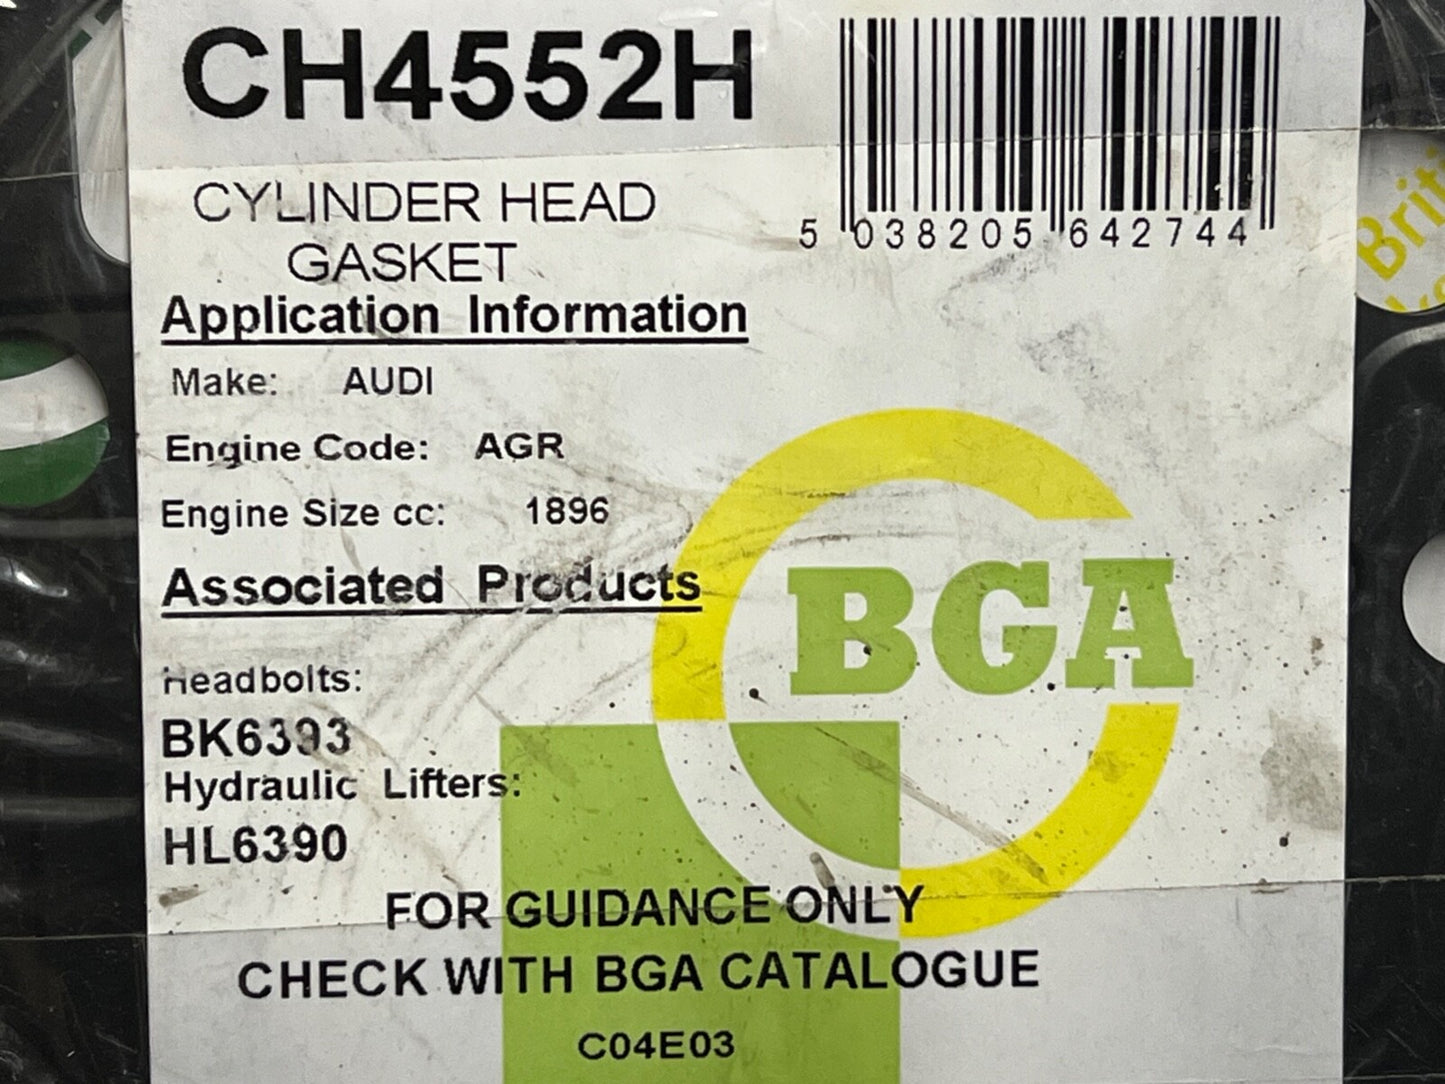 CH4552H
5 038205 642744
CYLINDER HEAD
GASKET
Application Information
Make: AUDI
Engine Code: AGR
Engine Size cc: 1896
Associated Products
Headbolts:
BK6393
Hydraulic Lifters:
HL6390
BGA
FOR GUIDANCE ONLY
CHECK WITH BGA CATALOGUE
C04E03